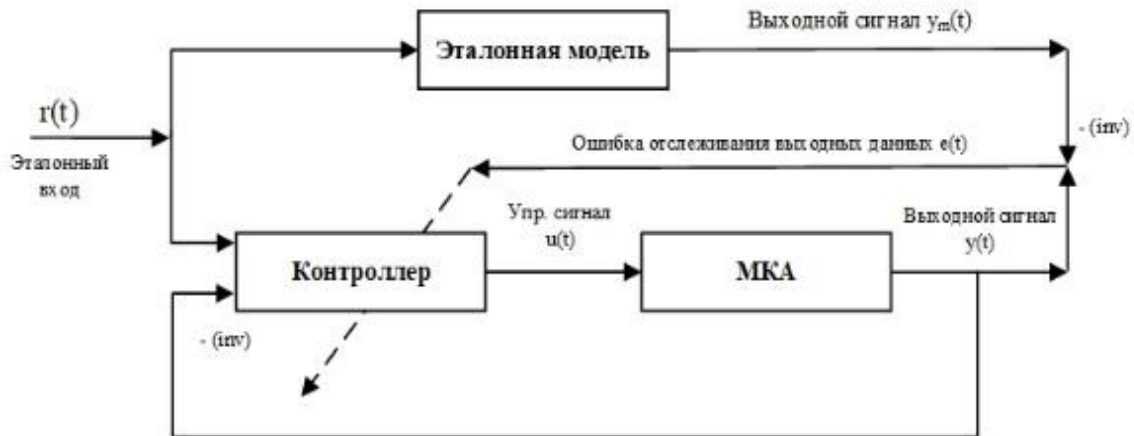 Выходной сигнал yₘ(t)
Эталонная модель
r(t)
Эталонный
вход
- (inv)
Ошибка отслеживания выходных данных e(t)
Упр. сигнал
u(t)
Выходной сигнал
y(t)
Контроллер
МКА
- (inv)